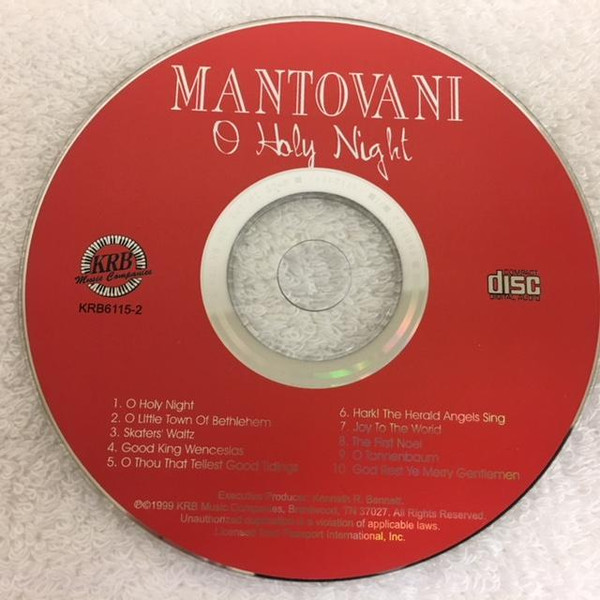 MANTOVANI
O Holy Night
KRB
Music Companies
KRB6115-2
COMPACT
disc
DIGITAL AUDIO
1. O Holy Night
2. O Little Town Of Bethlehem
3. Skaters' Waltz
4. Good King Wenceslas
5. O Thou That Tellest Good Tidings
6. Hark! The Herald Angels Sing
7. Joy To The World
8. The First Noel
9. O Tannenbaum
10. God Rest Ye Merry Gentlemen
Executive Producer: Kenneth R. Bennett.
℗©1999 KRB Music Companies, Brentwood, TN 37027. All Rights Reserved.
Unauthorized duplication is a violation of applicable laws.
Licensed from Passport International, Inc.